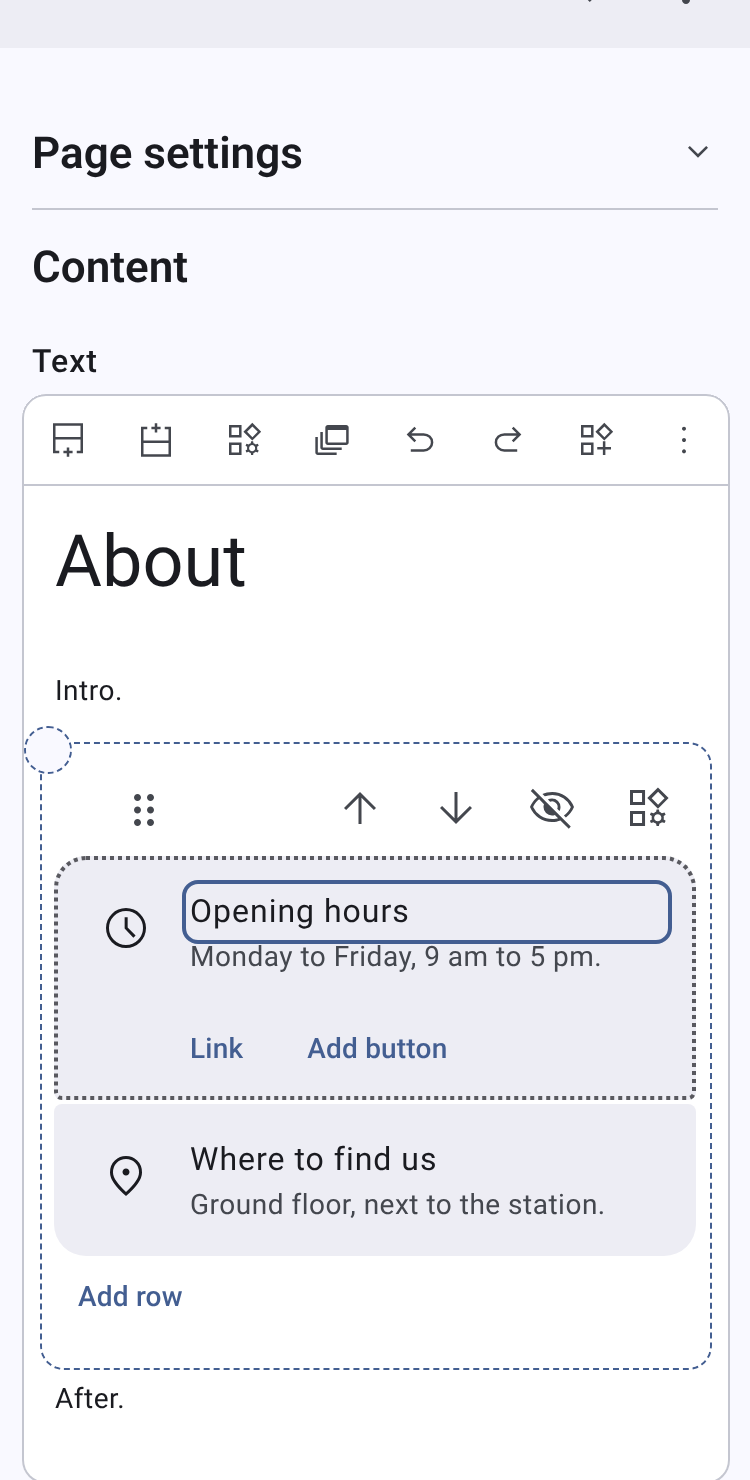 Page settings
Content
Text
About
Intro.
Opening hours
Monday to Friday, 9 am to 5 pm.
Link Add button
Where to find us
Ground floor, next to the station.
Add row
After.